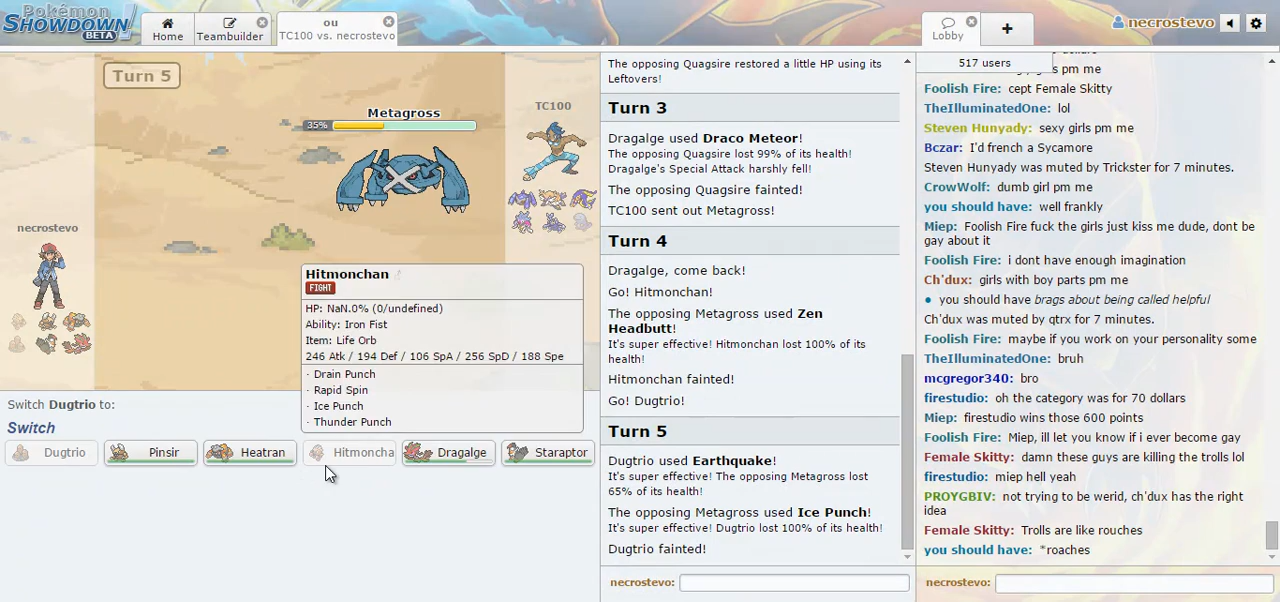 Pokémon
SHOWDOWN
BETA
Home
Teambuilder
ou
TC100 vs. necrostevo
Lobby
+
necrostevo
Turn 5
Metagross
35%
TC100
necrostevo
Hitmonchan ♂
FIGHT
HP: NaN.0% (0/undefined)
Ability: Iron Fist
Item: Life Orb
246 Atk / 194 Def / 106 SpA / 256 SpD / 188 Spe
· Drain Punch
· Rapid Spin
· Ice Punch
· Thunder Punch
Switch Dugtrio to:
Switch
Dugtrio
Pinsir
Heatran
Hitmoncha
Dragalge
Staraptor
The opposing Quagsire restored a little HP using its
Leftovers!
Turn 3
Dragalge used Draco Meteor!
The opposing Quagsire lost 99% of its health!
Dragalge's Special Attack harshly fell!
The opposing Quagsire fainted!
TC100 sent out Metagross!
Turn 4
Dragalge, come back!
Go! Hitmonchan!
The opposing Metagross used Zen
Headbutt!
It's super effective! Hitmonchan lost 100% of its
health!
Hitmonchan fainted!
Go! Dugtrio!
Turn 5
Dugtrio used Earthquake!
It's super effective! The opposing Metagross lost
65% of its health!
The opposing Metagross used Ice Punch!
It's super effective! Dugtrio lost 100% of its health!
Dugtrio fainted!
necrostevo:
517 users
pm me
Foolish Fire: cept Female Skitty
TheIlluminatedOne: lol
Steven Hunyady: sexy girls pm me
Bczar: I'd french a Sycamore
Steven Hunyady was muted by Trickster for 7 minutes.
CrowWolf: dumb girl pm me
you should have: well frankly
Miep: Foolish Fire fuck the girls just kiss me dude, dont be
gay about it
Foolish Fire: i dont have enough imagination
Ch'dux: girls with boy parts pm me
• you should have brags about being called helpful
Ch'dux was muted by qtrx for 7 minutes.
Foolish Fire: maybe if you work on your personality some
TheIlluminatedOne: bruh
mcgregor340: bro
firestudio: oh the category was for 70 dollars
Miep: firestudio wins those 600 points
Foolish Fire: Miep, ill let you know if i ever become gay
Female Skitty: damn these guys are killing the trolls lol
firestudio: miep hell yeah
PROYGBIV: not trying to be werid, ch'dux has the right
idea
Female Skitty: Trolls are like rouches
you should have: *roaches
necrostevo: